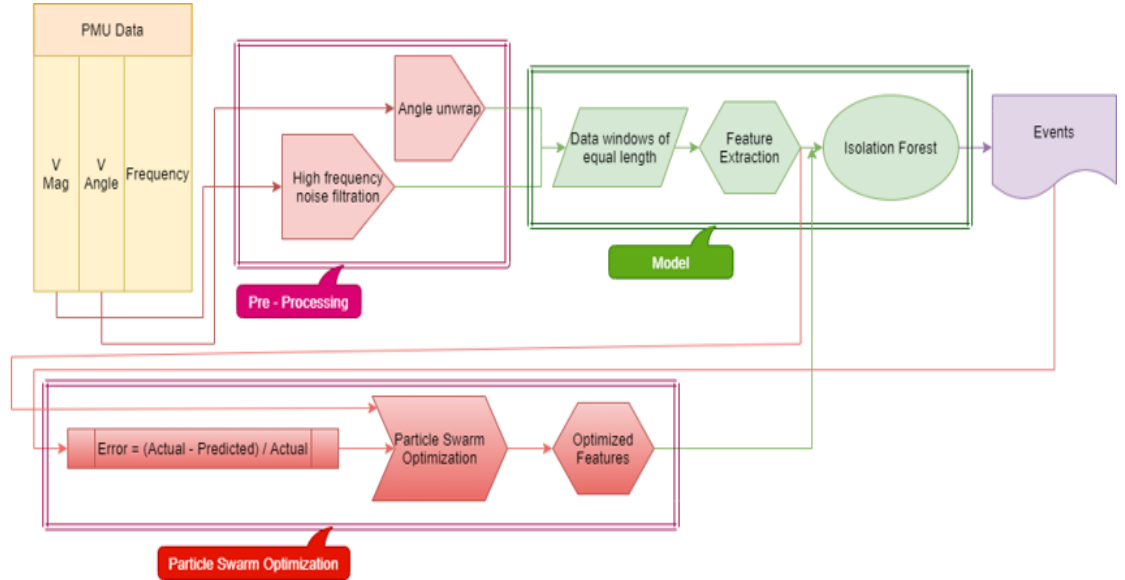 PMU Data
V
Mag
V
Angle
Frequency
Angle unwrap
High frequency
noise filtration
Pre - Processing
Data windows of
equal length
Feature
Extraction
Isolation Forest
Model
Events
Error = (Actual - Predicted) / Actual
Particle Swarm
Optimization
Optimized
Features
Particle Swarm Optimization